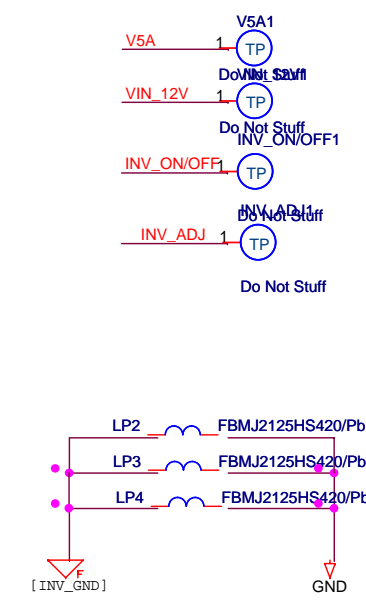 V5A1
V5A
1
TP
Do Not Stuff
VIN_12V1
VIN_12V
1
TP
Do Not Stuff
INV_ON/OFF1
INV_ON/OFF
1
TP
Do Not Stuff
INV_ADJ1
INV_ADJ
1
TP
Do Not Stuff
LP2
FBMJ2125HS420/Pb
LP3
FBMJ2125HS420/Pb
LP4
FBMJ2125HS420/Pb
F
[INV_GND]
GND